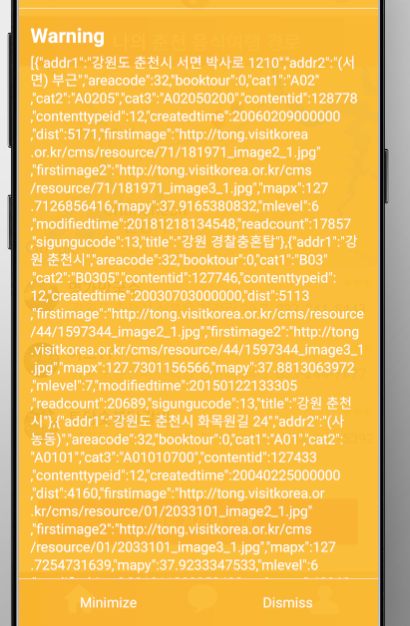 Warning
[{"addr1":"강원도 춘천시 서면 박사로 1210","addr2":"(서
면) 부근","areacode":32,"booktour":0,"cat1":"A02"
,"cat2":"A0205","cat3":"A02050200","contentid":128778
,"contenttypeid":12,"createdtime":20060209000000
,"dist":5171,"firstimage":"http://tong.visitkorea
.or.kr/cms/resource/71/181971_image2_1.jpg"
,"firstimage2":"http://tong.visitkorea.or.kr/cms
/resource/71/181971_image3_1.jpg","mapx":127
.7126856416,"mapy":37.9165380832,"mlevel":6
,"modifiedtime":20181218134548,"readcount":17857
,"sigungucode":13,"title":"강원 경찰충혼탑"},{"addr1":"강
원 춘천시","areacode":32,"booktour":0,"cat1":"B03"
,"cat2":"B0305","contentid":127746,"contenttypeid":
12,"createdtime":20030703000000,"dist":5113
,"firstimage":"http://tong.visitkorea.or.kr/cms/resource
/44/1597344_image2_1.jpg","firstimage2":"http://tong
.visitkorea.or.kr/cms/resource/44/1597344_image3_1
.jpg","mapx":127.7301156566,"mapy":37.8813063972
,"mlevel":7,"modifiedtime":20150122133305
,"readcount":20689,"sigungucode":13,"title":"강원 춘천
시"},{"addr1":"강원도 춘천시 화목원길 24","addr2":"(사
농동)","areacode":32,"booktour":0,"cat1":"A01","cat2":
"A0101","cat3":"A01010700","contentid":127433
,"contenttypeid":12,"createdtime":20040225000000
,"dist":4160,"firstimage":"http://tong.visitkorea.or
.kr/cms/resource/01/2033101_image2_1.jpg"
,"firstimage2":"http://tong.visitkorea.or.kr/cms
/resource/01/2033101_image3_1.jpg","mapx":127
.7254731639,"mapy":37.9233347533,"mlevel":6
Minimize
Dismiss